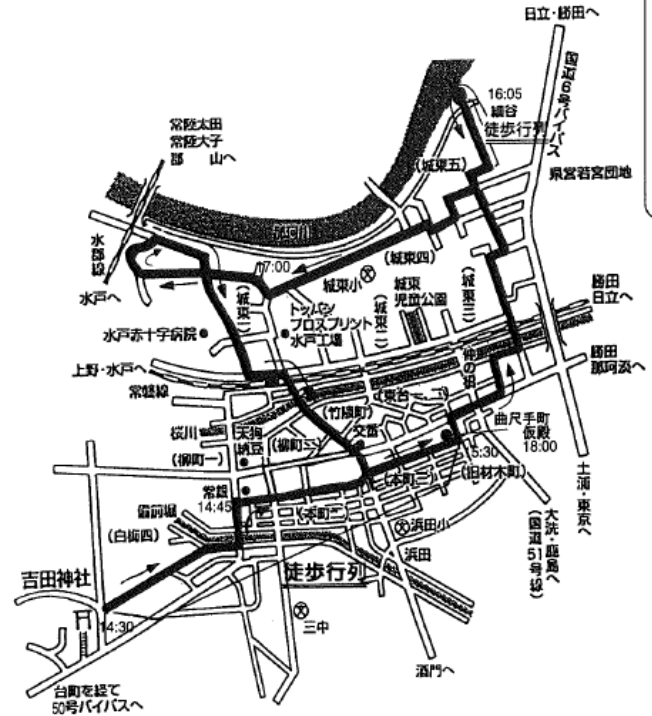 日立・勝田へ
国道6号バイパス
16:05
細谷
徒歩行列
常陸太田
常陸大子
郡　山へ
(城東五)
県営若宮団地
水郡線
水戸へ
17:00
(城東四)
城東小
文
城東
児童公園
(城東三)
(城東二)
(城東一)
トッパン
プロスプリント
水戸工場
勝田
日立へ
水戸赤十字病院
上野・水戸へ
常磐線
勝田
那珂湊へ
(東台一、二)
(竹隈町)
曲尺手町
仮殿
18:00
桜川
天狗
納豆
(柳町二)
交番
(柳町一)
5:30
(旧材木町)
常銀
14:45
(本町三)
(本町二)
土浦・東京へ
備前堀
(白梅四)
文
浜田小
浜田
大洗・鹿島へ
(国道51号線)
吉田神社
徒歩行列
14:30
文
三中
台町を経て
50号バイパスへ
酒門へ